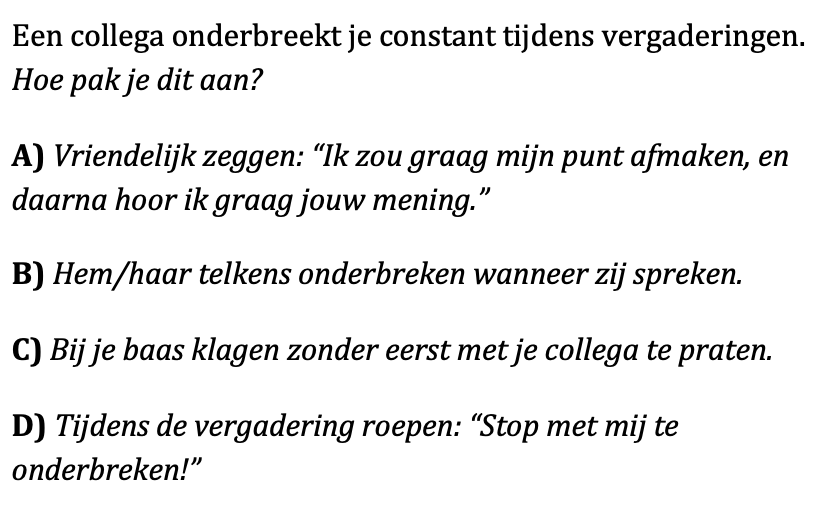 Een collega onderbreekt je constant tijdens vergaderingen.
Hoe pak je dit aan?
A) Vriendelijk zeggen: “Ik zou graag mijn punt afmaken, en
daarna hoor ik graag jouw mening.”
B) Hem/haar telkens onderbreken wanneer zij spreken.
C) Bij je baas klagen zonder eerst met je collega te praten.
D) Tijdens de vergadering roepen: “Stop met mij te
onderbreken!”